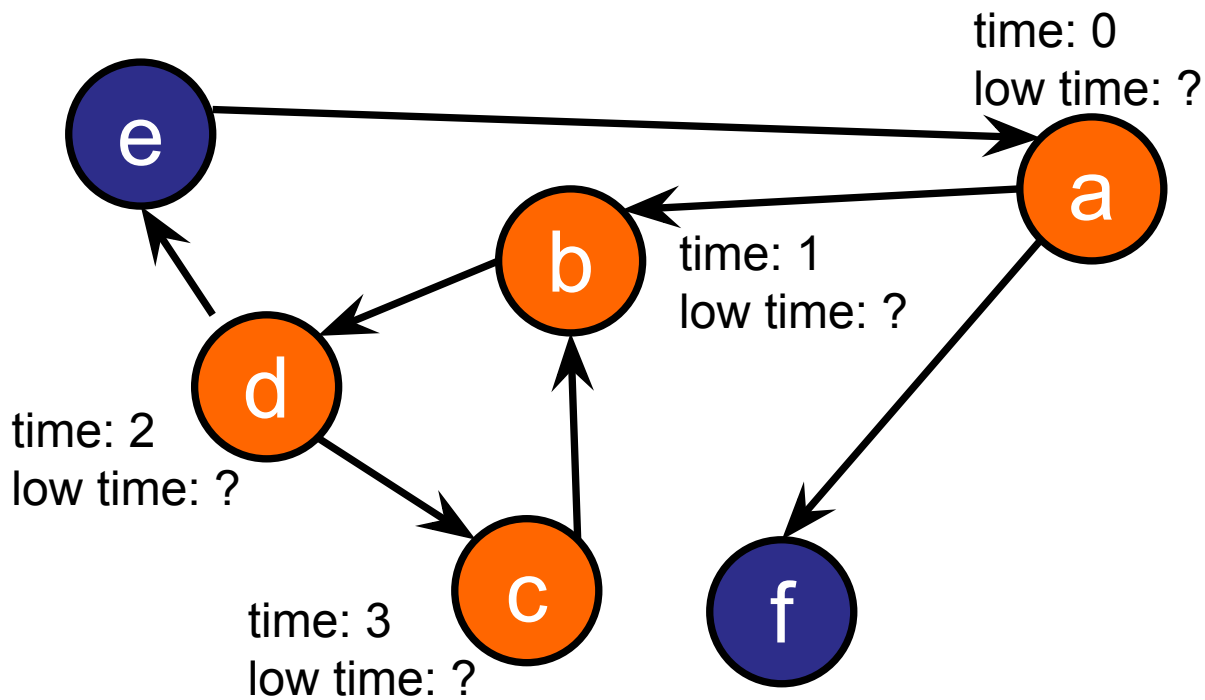 time: 0
low time: ?
e
a
b
time: 1
low time: ?
d
time: 2
low time: ?
c
f
time: 3
low time: ?